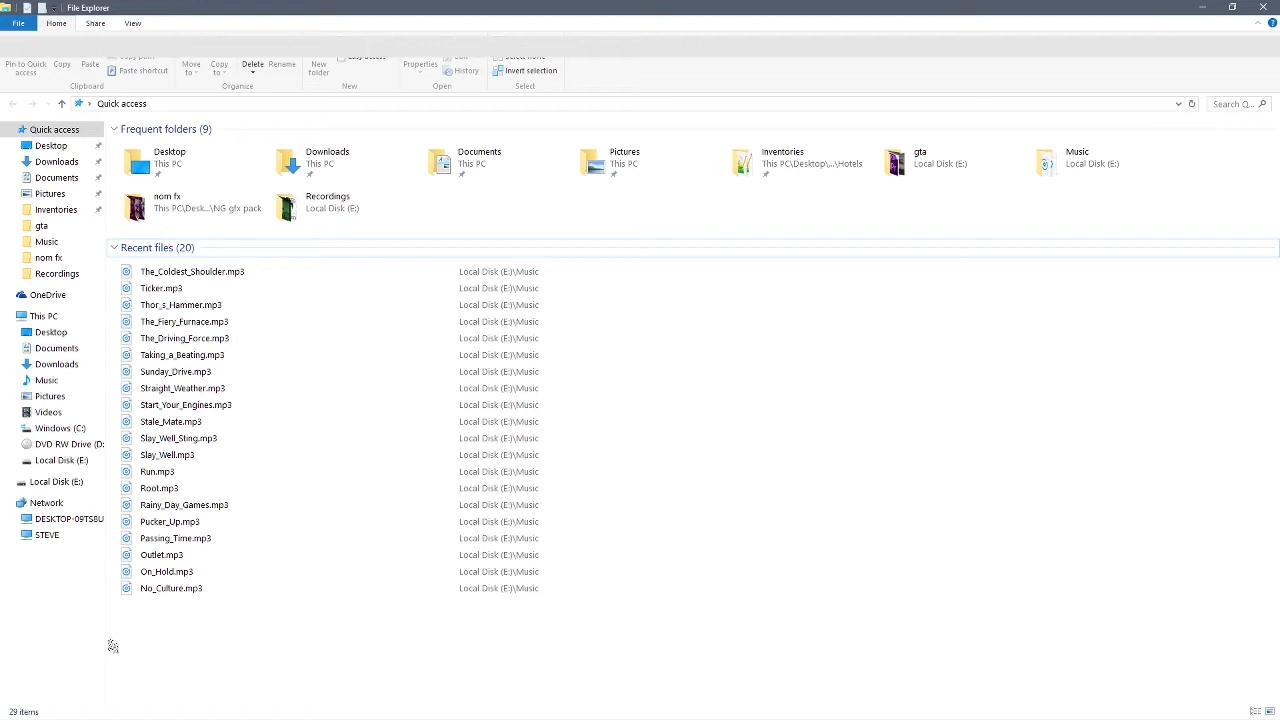 File Explorer
File Home Share View
Pin to Quick access
Copy
Paste
Paste shortcut
Move to
Copy to
Delete
Rename
New folder
Properties
History
Invert selection
Clipboard Organize New Open Select
Quick access
Search Q...
Quick access
Desktop
Downloads
Documents
Pictures
Inventories
gta
Music
nom fx
Recordings
OneDrive
This PC
Desktop
Documents
Downloads
Music
Pictures
Videos
Windows (C:)
DVD RW Drive (D:
Local Disk (E:)
Local Disk (E:)
Network
DESKTOP-09TS8U
STEVE
Frequent folders (9)
Desktop
This PC
Downloads
This PC
Documents
This PC
Pictures
This PC
Inventories
This PC\Desktop\...\Hotels
gta
Local Disk (E:)
Music
Local Disk (E:)
nom fx
This PC\Desk...\NG gfx pack
Recordings
Local Disk (E:)
Recent files (20)
The_Coldest_Shoulder.mp3 Local Disk (E:)\Music
Ticker.mp3 Local Disk (E:)\Music
Thor_s_Hammer.mp3 Local Disk (E:)\Music
The_Fiery_Furnace.mp3 Local Disk (E:)\Music
The_Driving_Force.mp3 Local Disk (E:)\Music
Taking_a_Beating.mp3 Local Disk (E:)\Music
Sunday_Drive.mp3 Local Disk (E:)\Music
Straight_Weather.mp3 Local Disk (E:)\Music
Start_Your_Engines.mp3 Local Disk (E:)\Music
Stale_Mate.mp3 Local Disk (E:)\Music
Slay_Well_Sting.mp3 Local Disk (E:)\Music
Slay_Well.mp3 Local Disk (E:)\Music
Run.mp3 Local Disk (E:)\Music
Root.mp3 Local Disk (E:)\Music
Rainy_Day_Games.mp3 Local Disk (E:)\Music
Pucker_Up.mp3 Local Disk (E:)\Music
Passing_Time.mp3 Local Disk (E:)\Music
Outlet.mp3 Local Disk (E:)\Music
On_Hold.mp3 Local Disk (E:)\Music
No_Culture.mp3 Local Disk (E:)\Music
29 items